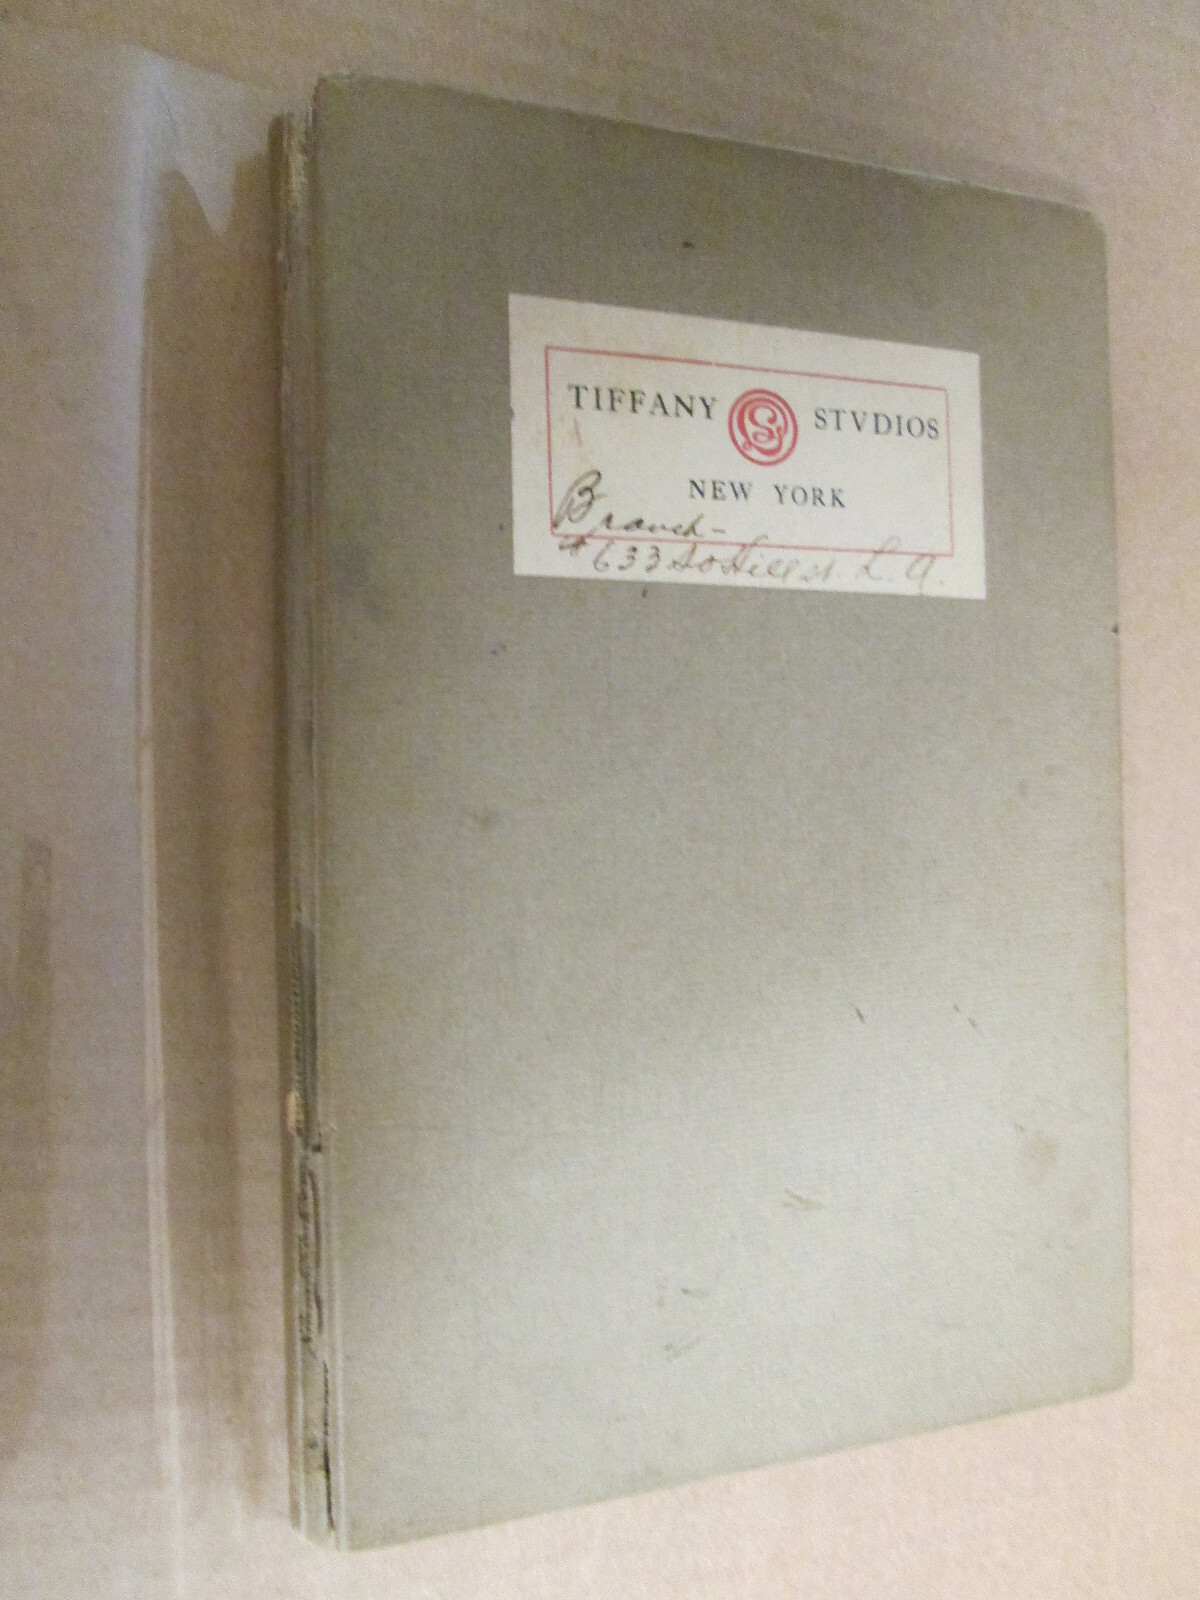 TIFFANY STVDIOS
NEW YORK
Branch-
#633 So Hill st. L.A.